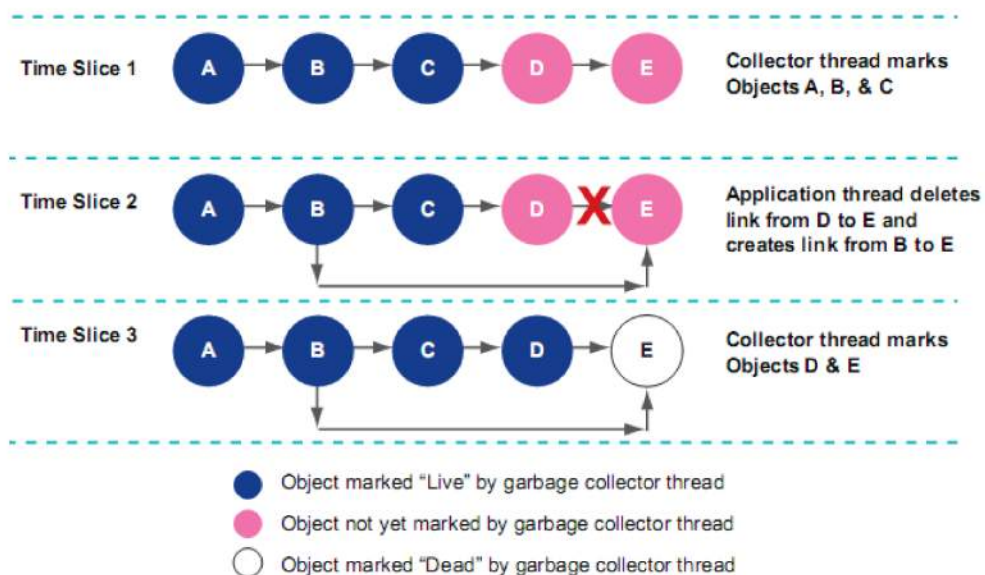 Time Slice 1
A B C D E
Collector thread marks
Objects A, B, & C
Time Slice 2
A B C D X E
Application thread deletes
link from D to E and
creates link from B to E
Time Slice 3
A B C D E
Collector thread marks
Objects D & E
Object marked “Live” by garbage collector thread
Object not yet marked by garbage collector thread
Object marked “Dead” by garbage collector thread